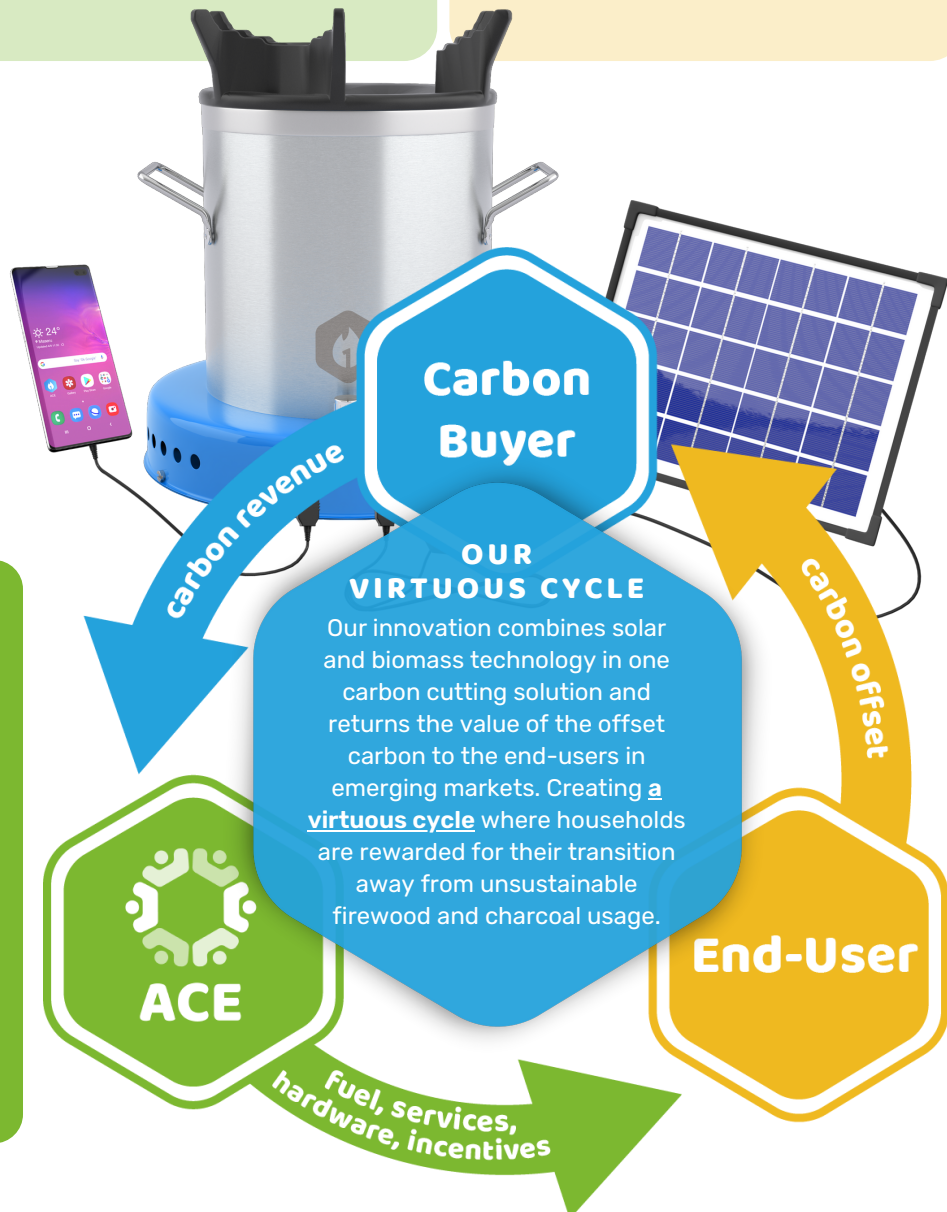 24°
Carbon
Buyer
carbon revenue
carbon offset
OUR
VIRTUOUS CYCLE
Our innovation combines solar
and biomass technology in one
carbon cutting solution and
returns the value of the offset
carbon to the end-users in
emerging markets. Creating a
virtuous cycle where households
are rewarded for their transition
away from unsustainable
firewood and charcoal usage.
ACE
End-User
fuel, services,
hardware, incentives